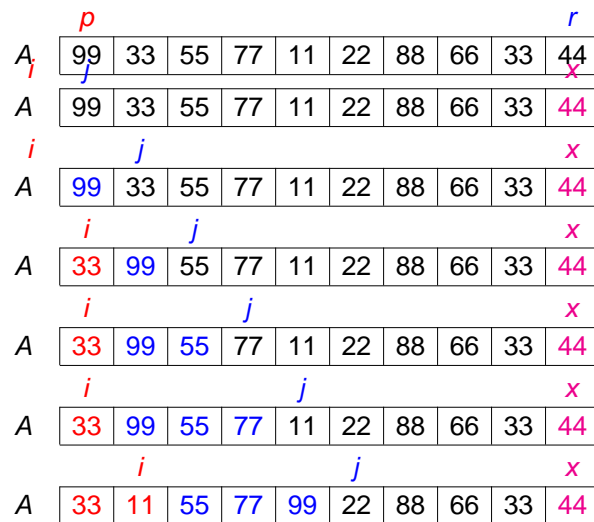 p r
A 99 33 55 77 11 22 88 66 33 44
i j x
A 99 33 55 77 11 22 88 66 33 44
i j x
A 99 33 55 77 11 22 88 66 33 44
i j x
A 33 99 55 77 11 22 88 66 33 44
i j x
A 33 99 55 77 11 22 88 66 33 44
i j x
A 33 99 55 77 11 22 88 66 33 44
i j x
A 33 11 55 77 99 22 88 66 33 44